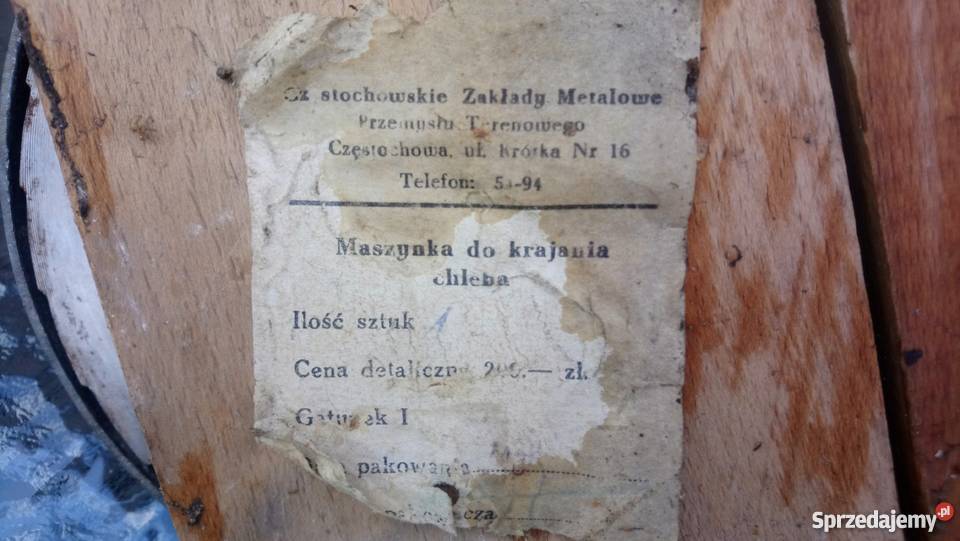 stochowskie Zakłady Metalowe
Przemysłu Terenowego
Częstochowa, ul. Krótka Nr 16
Telefon: 94
Maszynka do krajania
chleba
Ilość sztuk 1
Cena detaliczna zł.
Gatunek I
pakowania
Sprzedajemy.pl